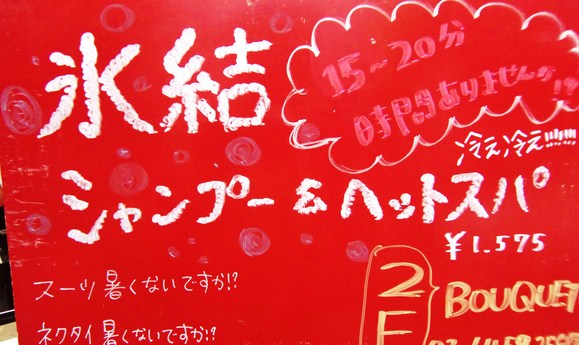 氷結
15～20分
時間ありませんか!?
冷え冷え!!!!!
シャンプー&ヘットスパ
¥1.575
スーツ暑くないですか!?
ネクタイ暑くないですか!?
2F
BOUQUET